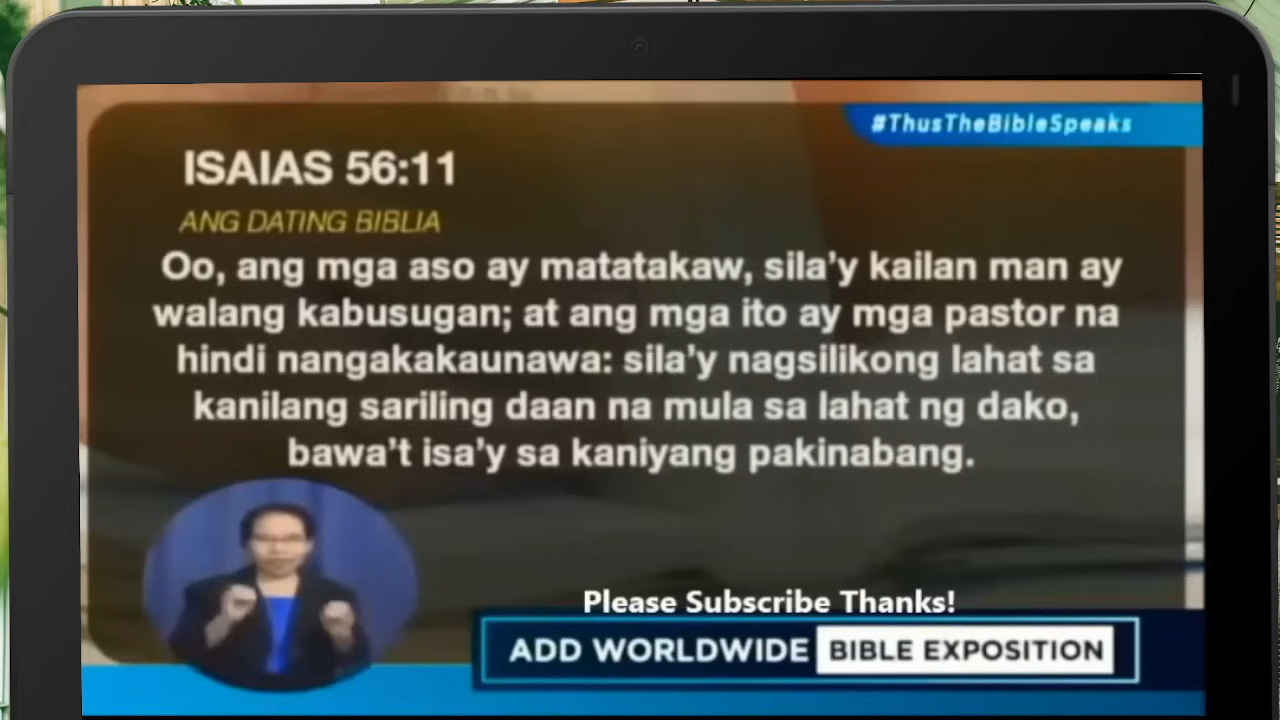 #ThusTheBibleSpeaks
ISAIAS 56:11
ANG DATING BIBLIA
Oo, ang mga aso ay matatakaw, sila'y kailan man ay
walang kabusugan; at ang mga ito ay mga pastor na
hindi nangakakaunawa: sila'y nagsilikong lahat sa
kanilang sariling daan na mula sa lahat ng dako,
bawa't isa'y sa kaniyang pakinabang.
Please Subscribe Thanks!
ADD WORLDWIDE BIBLE EXPOSITION